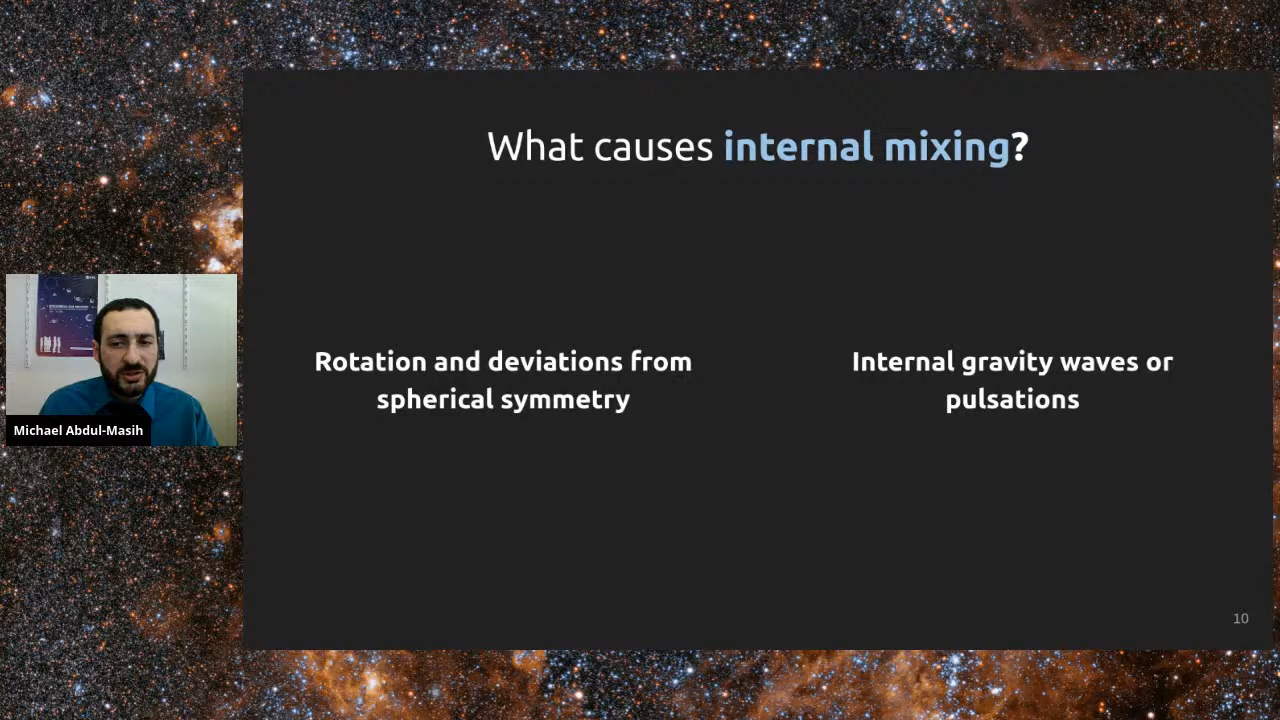 What causes internal mixing?
Rotation and deviations from
spherical symmetry
Internal gravity waves or
pulsations
Michael Abdul-Masih
10